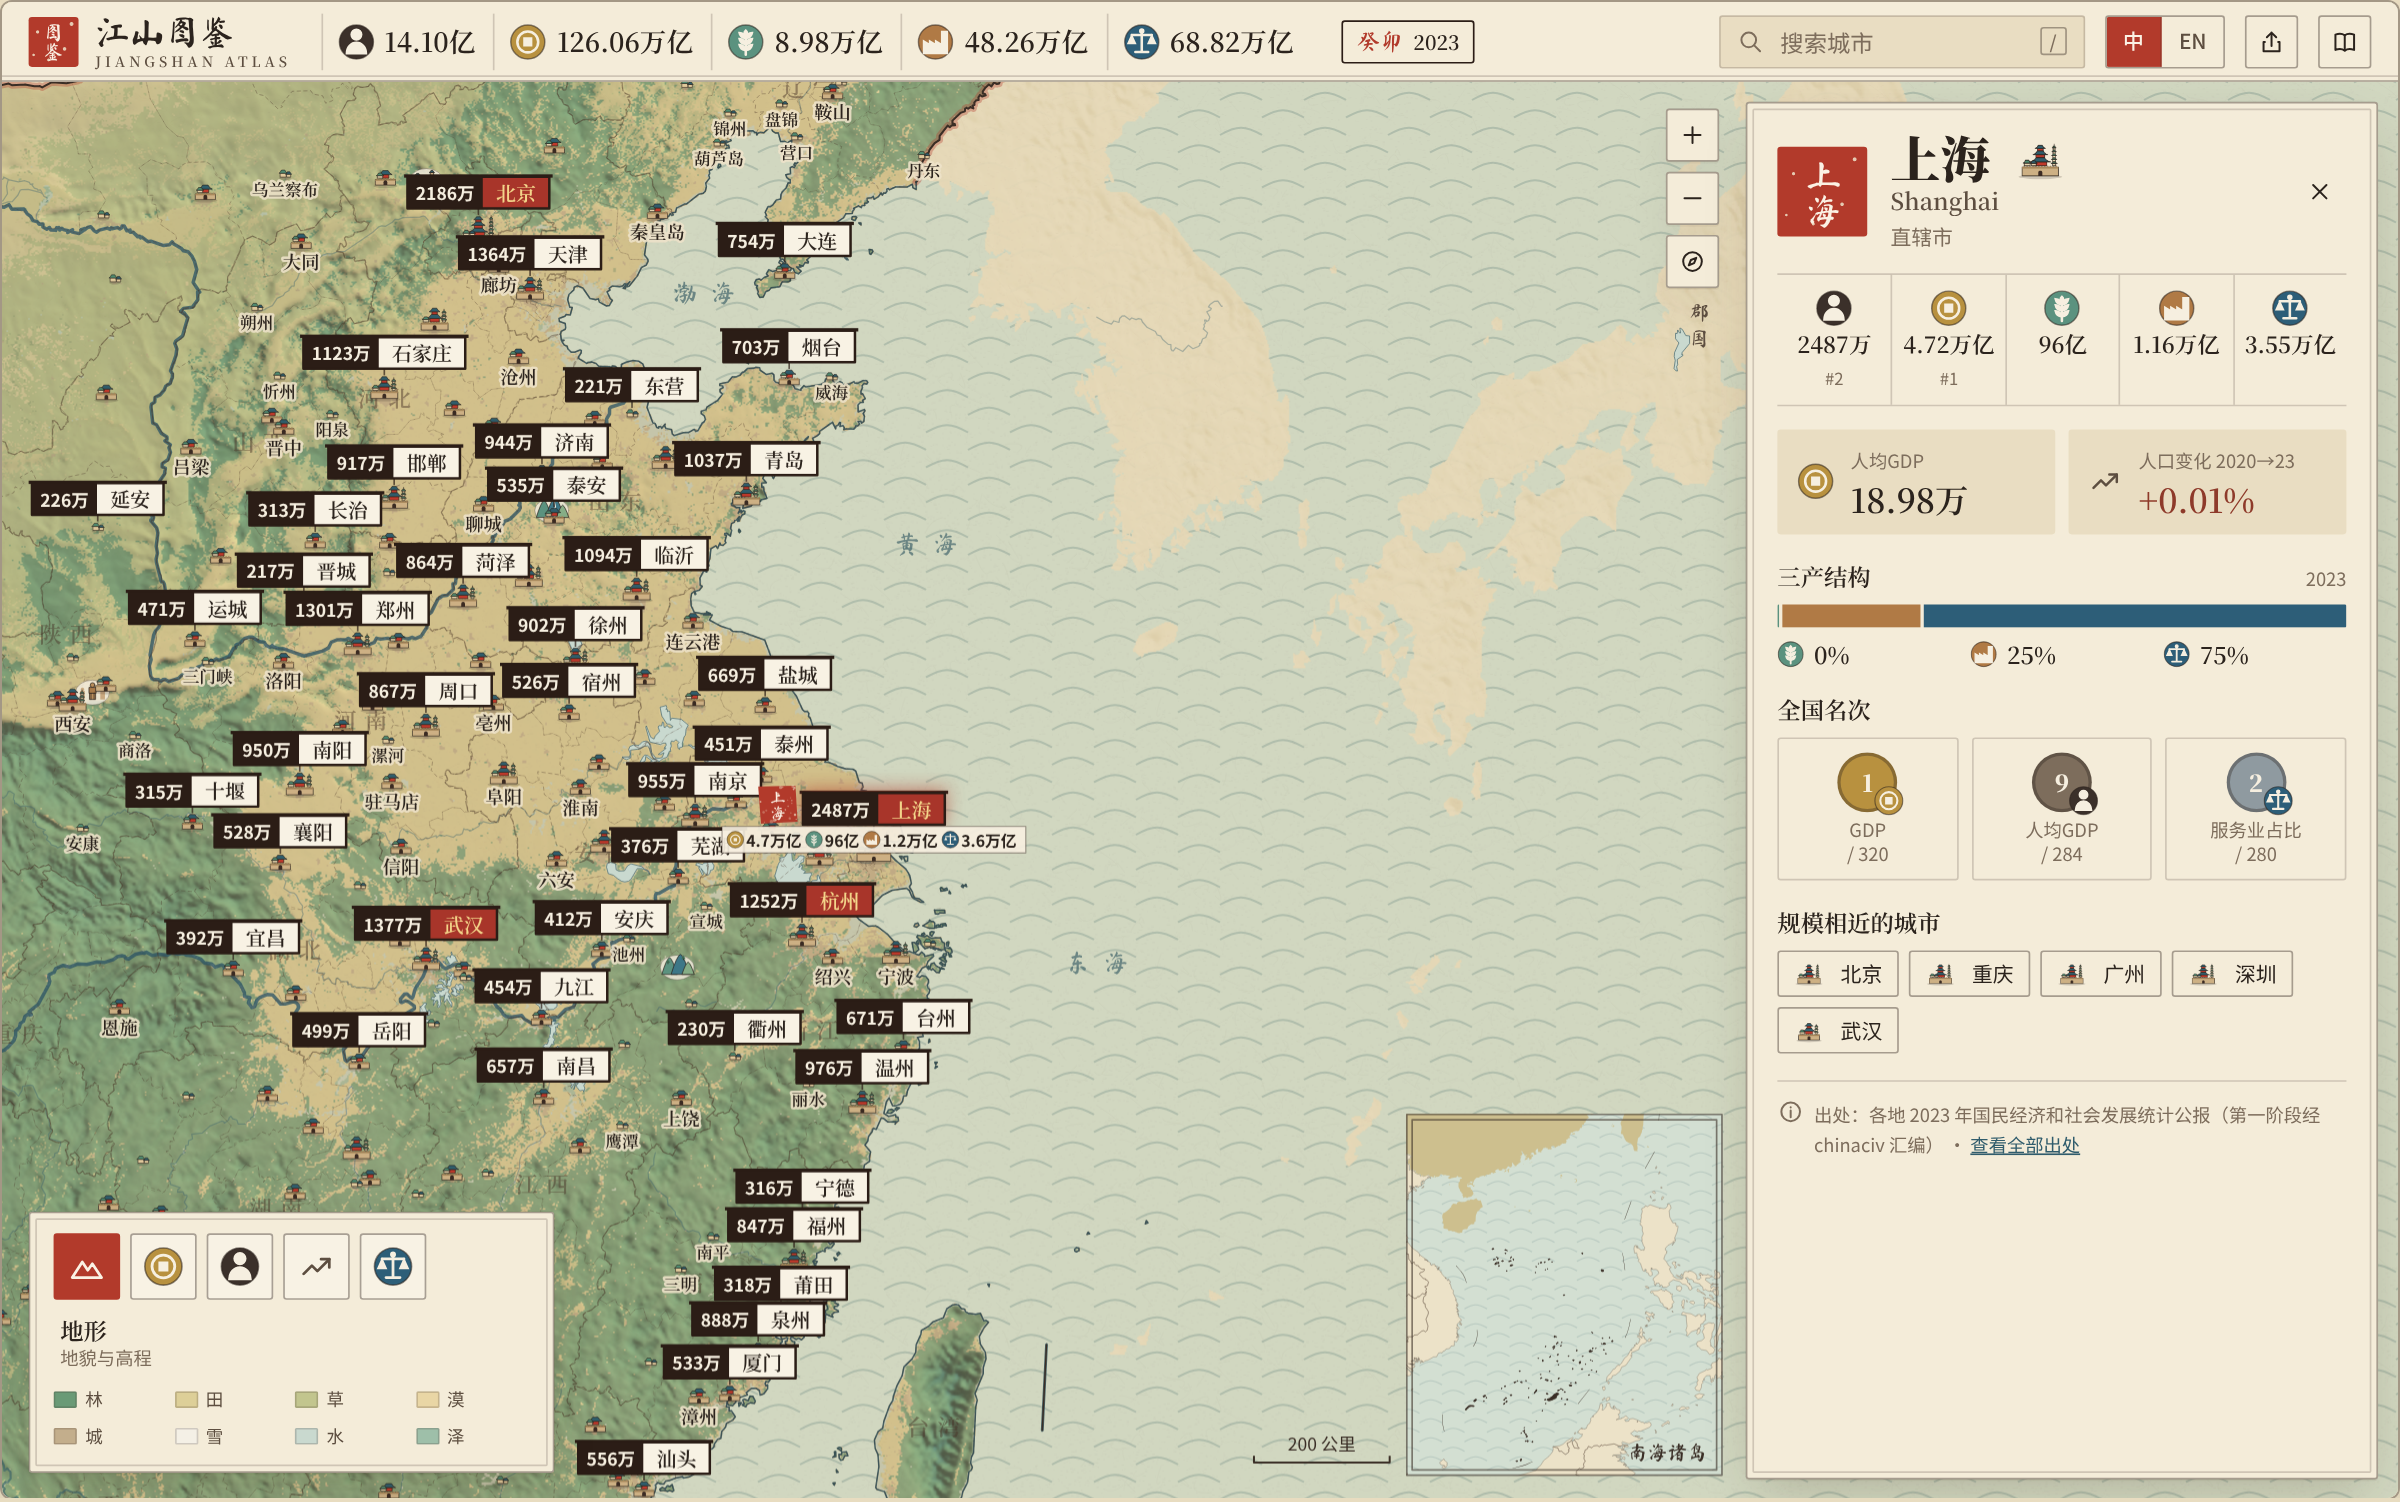 图鉴
江山图鉴
JIANGSHAN ATLAS
14.10亿
126.06万亿
8.98万亿
48.26万亿
68.82万亿
癸卯 2023
搜索城市 /
中 EN
鞍山
盘锦
锦州
葫芦岛
营口
丹东
乌兰察布
2186万 北京
秦皇岛
754万 大连
1364万 天津
大同
廊坊
渤海
朔州
1123万 石家庄
703万 烟台
沧州
221万 东营
威海
忻州
阳泉
944万 济南
晋中
917万 邯郸
1037万 青岛
吕梁
535万 泰安
226万 延安
313万 长治
聊城
山东
黄海
864万 菏泽
1094万 临沂
217万 晋城
471万 运城
1301万 郑州
902万 徐州
陕西
连云港
三门峡
洛阳
867万 周口
526万 宿州
669万 盐城
西安
河南
亳州
商洛
950万 南阳
漯河
451万 泰州
955万 南京
315万 十堰
驻马店
阜阳
淮南
上海
2487万 上海
528万 襄阳
376万 芜湖
4.7万亿 96亿 1.2万亿 3.6万亿
安康
信阳
六安
1252万 杭州
392万 宜昌
1377万 武汉
412万 安庆
宣城
池州
绍兴
宁波
东海
454万 九江
恩施
499万 岳阳
230万 衢州
671万 台州
657万 南昌
976万 温州
丽水
上饶
鹰潭
江西
湖南
316万 宁德
847万 福州
南平
三明
318万 莆田
888万 泉州
533万 厦门
漳州
556万 汕头
200 公里
南海诸岛
地形
地貌与高程
林 田 草 漠
城 雪 水 泽
上海
上海
Shanghai
直辖市
2487万 4.72万亿 96亿 1.16万亿 3.55万亿
#2 #1
人均GDP
18.98万
人口变化 2020→23
+0.01%
三产结构 2023
0% 25% 75%
全国名次
1 9 2
GDP 人均GDP 服务业占比
/ 320 / 284 / 280
规模相近的城市
北京 重庆 广州 深圳
武汉
出处：各地 2023 年国民经济和社会发展统计公报（第一阶段经
chinaciv 汇编） · 查看全部出处